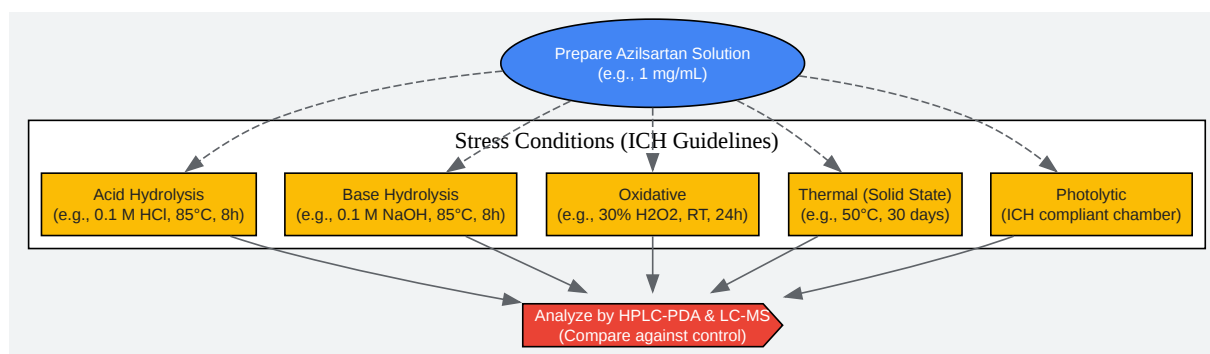 Prepare Azilsartan Solution
(e.g., 1 mg/mL)
Stress Conditions (ICH Guidelines)
Acid Hydrolysis
(e.g., 0.1 M HCl, 85°C, 8h)
Base Hydrolysis
(e.g., 0.1 M NaOH, 85°C, 8h)
Oxidative
(e.g., 30% H2O2, RT, 24h)
Thermal (Solid State)
(e.g., 50°C, 30 days)
Photolytic
(ICH compliant chamber)
Analyze by HPLC-PDA & LC-MS
(Compare against control)